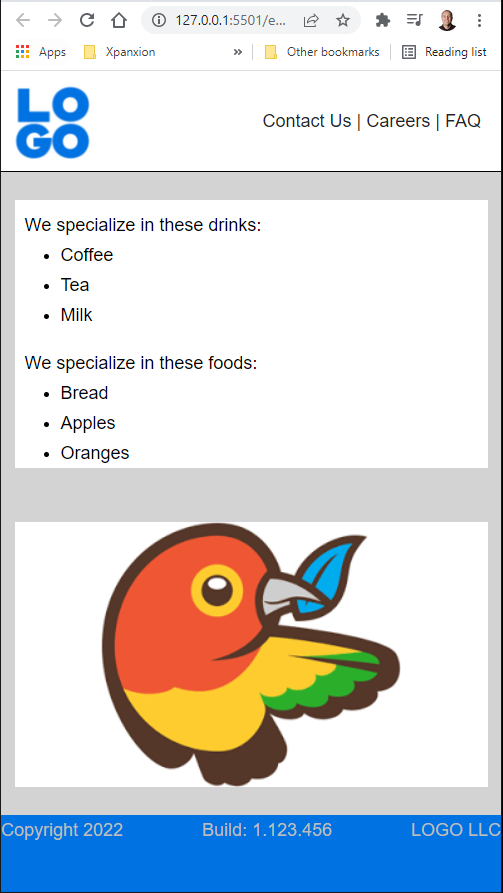 127.0.0.1:5501/e...
Apps Xpanxion » Other bookmarks Reading list
LO
GO
Contact Us | Careers | FAQ
We specialize in these drinks:
• Coffee
• Tea
• Milk
We specialize in these foods:
• Bread
• Apples
• Oranges
Copyright 2022 Build: 1.123.456 LOGO LLC